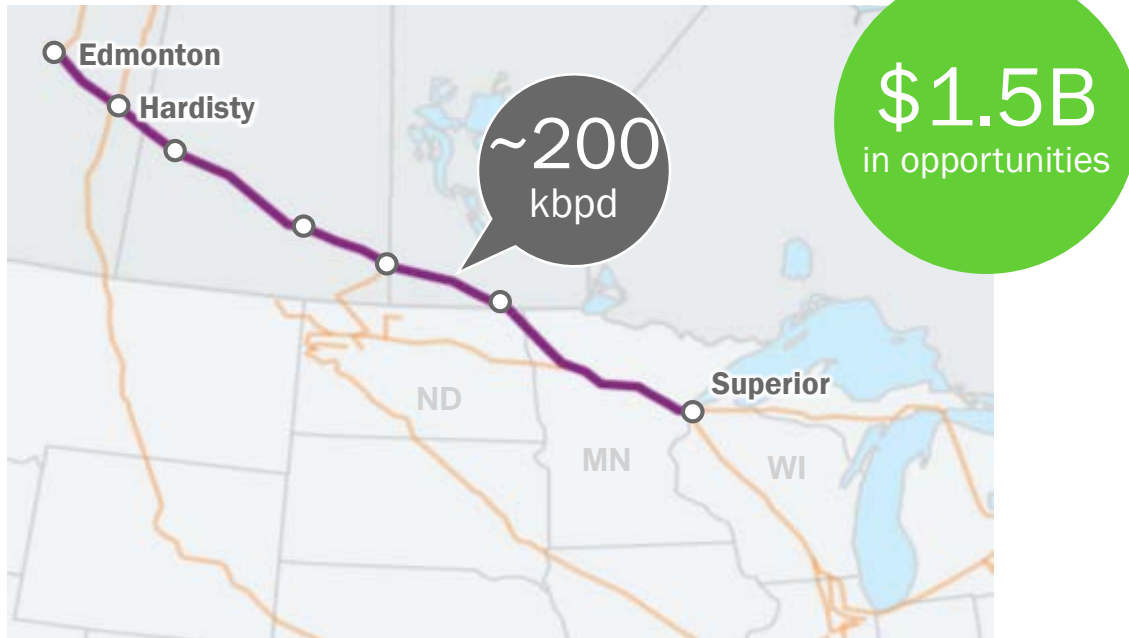 Edmonton
Hardisty
~200
kbpd
$1.5B
in opportunities
Superior
ND
MN
WI